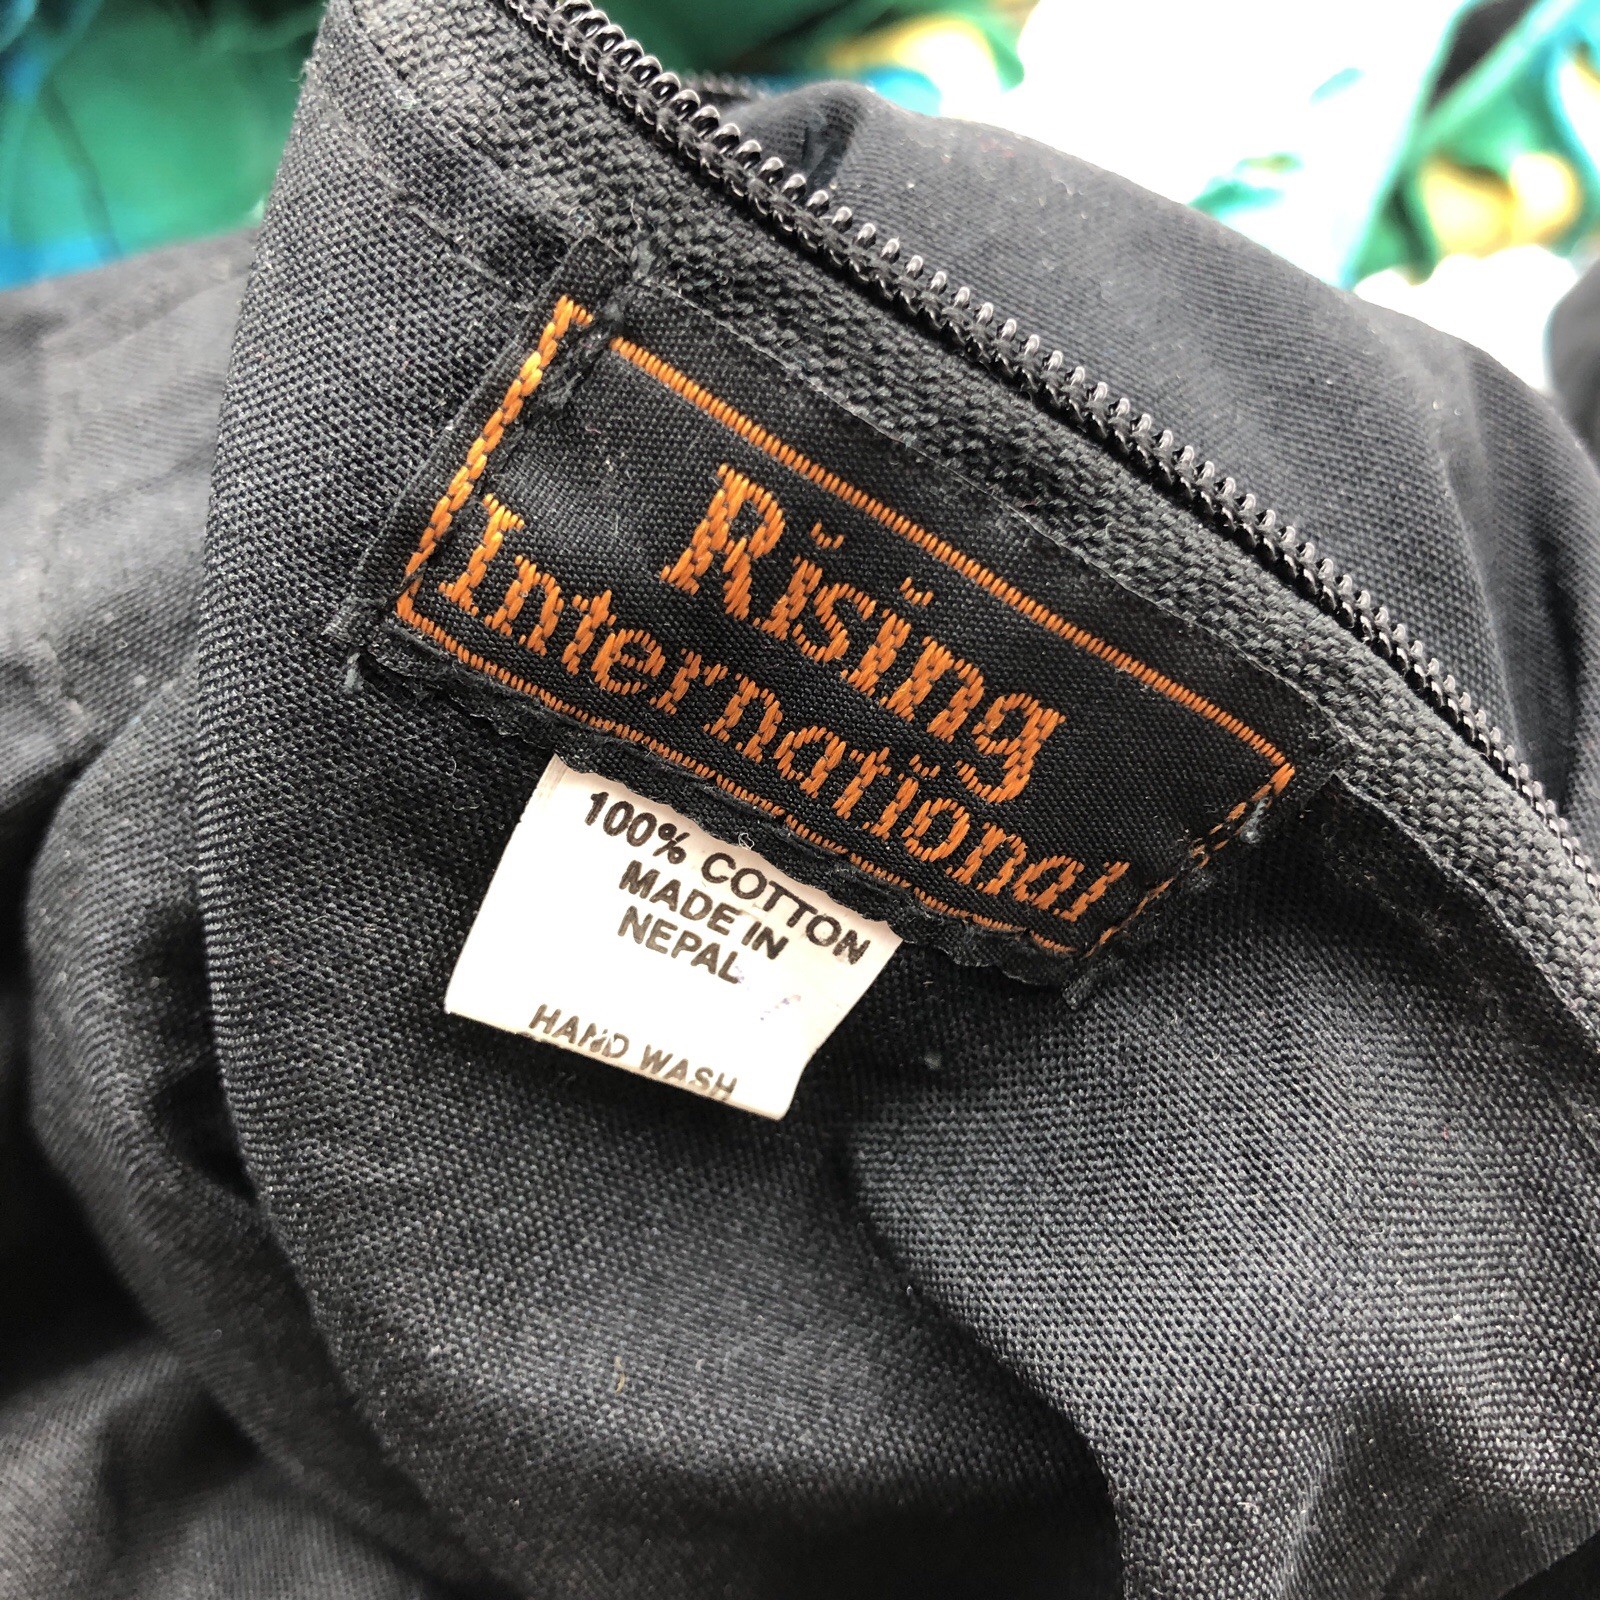 Rising
International
100% COTTON
MADE IN
NEPAL
HAND WASH